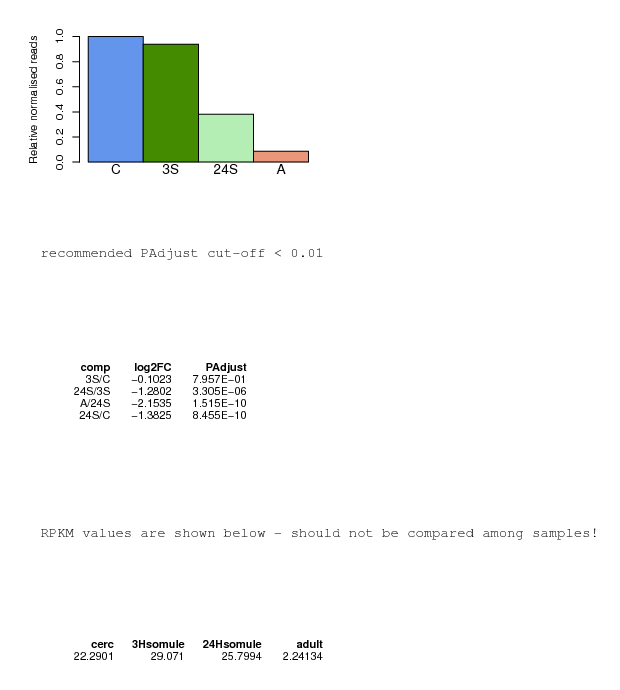 Relative normalised reads
1.0
0.8
0.6
0.4
0.2
0.0
C 3S 24S A
recommended PAdjust cut-off < 0.01
comp log2FC PAdjust
3S/C −0.1023 7.957E−01
24S/3S −1.2802 3.305E−06
A/24S −2.1535 1.515E−10
24S/C −1.3825 8.455E−10
RPKM values are shown below - should not be compared among samples!
cerc 3Hsomule 24Hsomule adult
22.2901 29.071 25.7994 2.24134